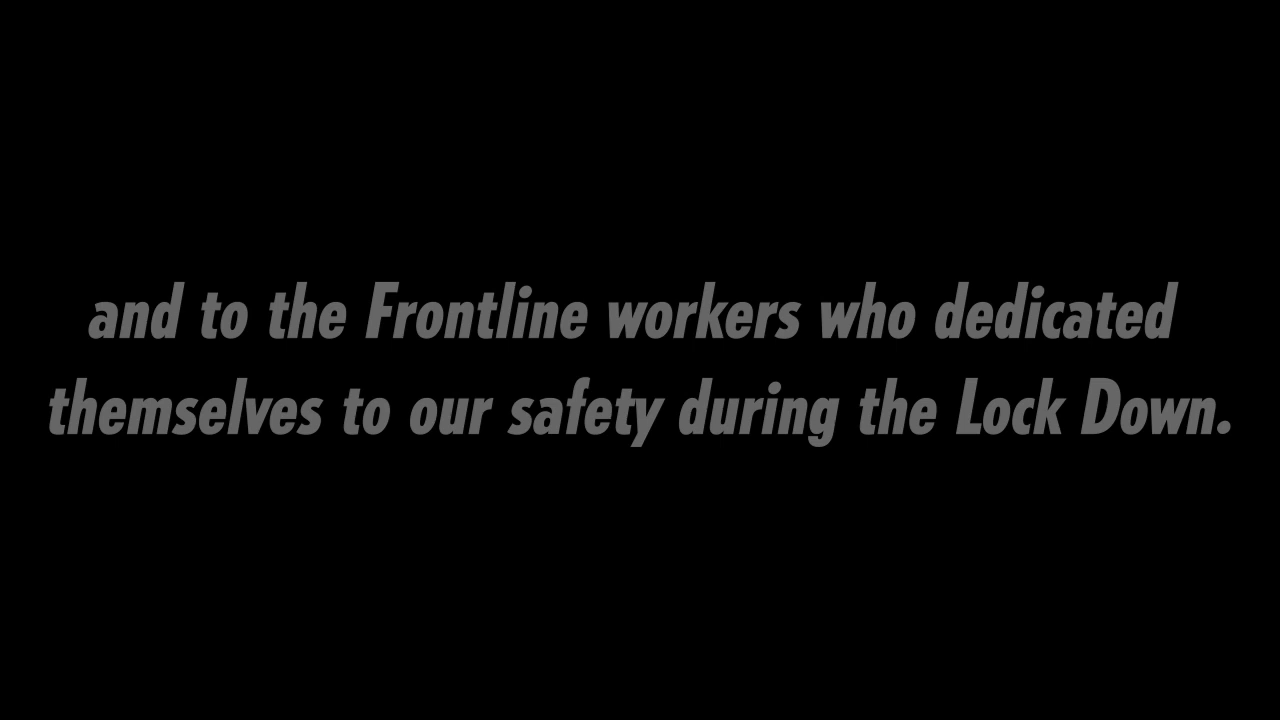 and to the Frontline workers who dedicated
themselves to our safety during the Lock Down.